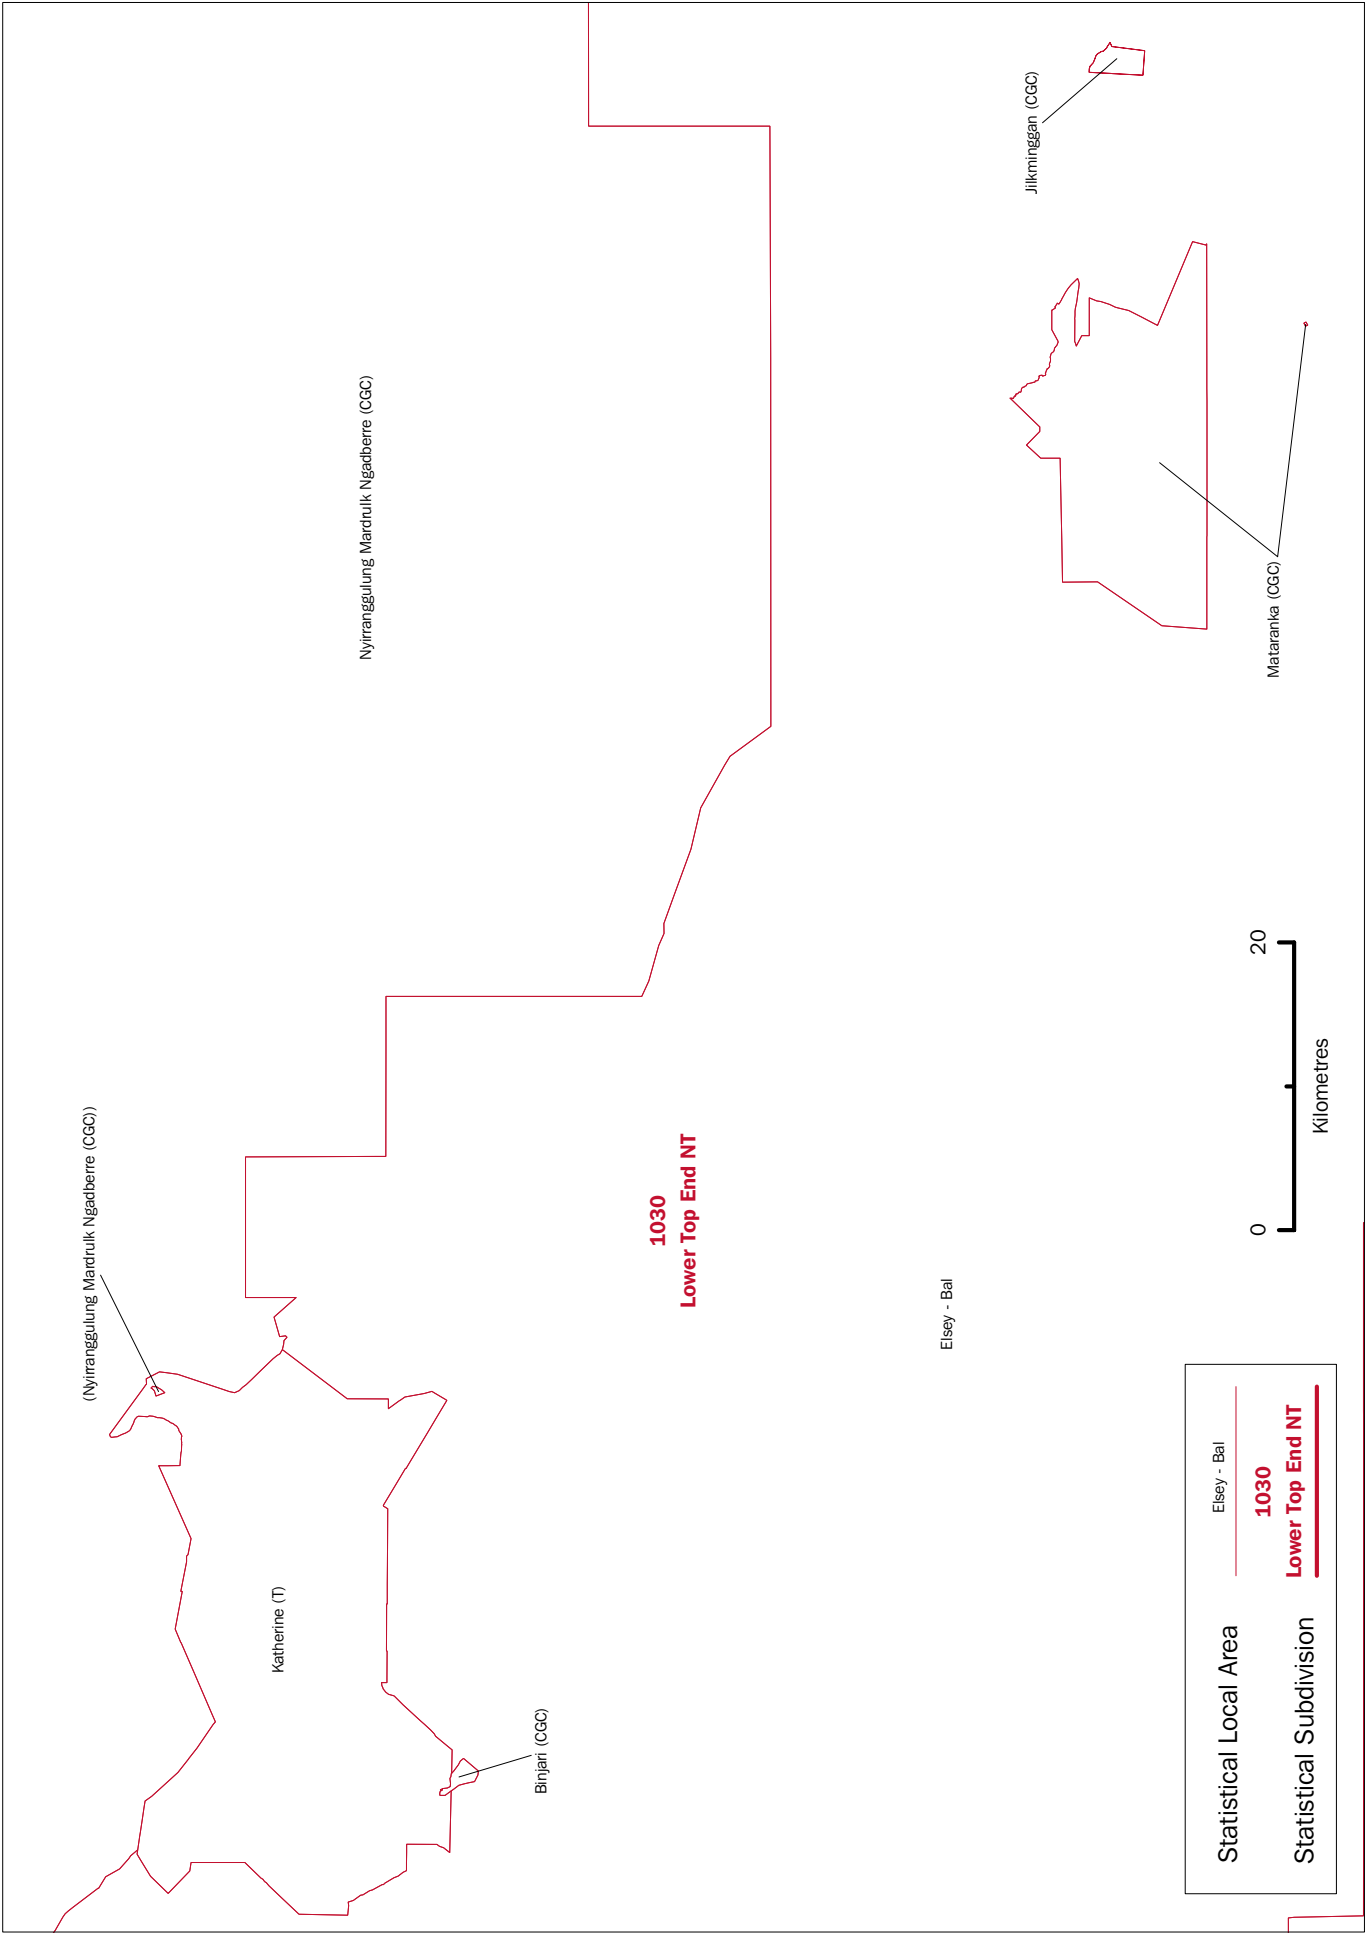 (Nyirranggulung Mardrulk Ngadberre (CGC))
Nyirranggulung Mardrulk Ngadberre (CGC)
Jilkminggan (CGC)
Katherine (T)
Binjari (CGC)
1030
Lower Top End NT
Elsey - Bal
Mataranka (CGC)
Statistical Local Area
Elsey - Bal
Statistical Subdivision
1030
Lower Top End NT
0
20
Kilometres